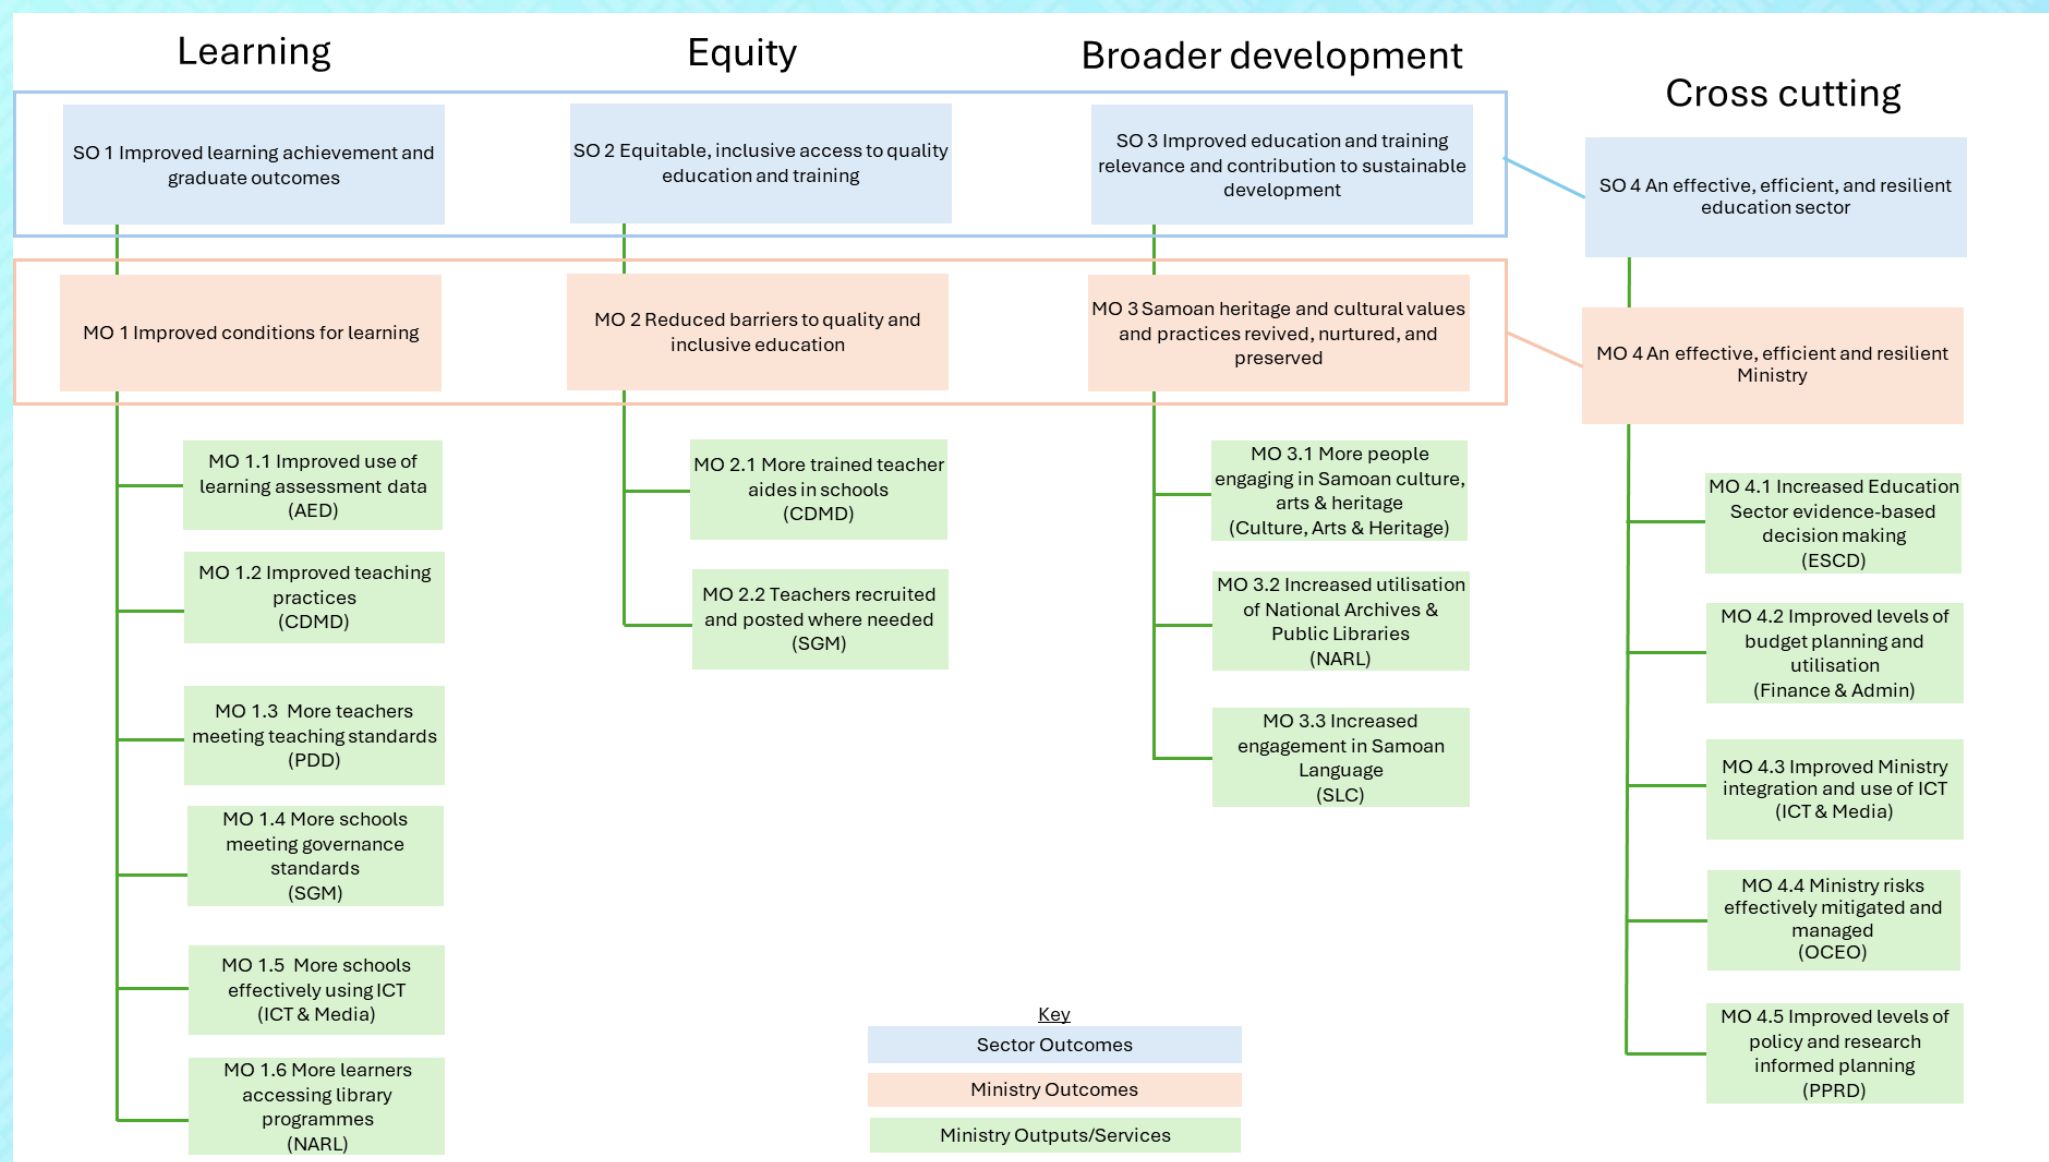 Learning
Equity
Broader development
Cross cutting
SO 1 Improved learning achievement and
graduate outcomes
SO 2 Equitable, inclusive access to quality
education and training
SO 3 Improved education and training
relevance and contribution to sustainable
development
SO 4 An effective, efficient, and resilient
education sector
MO 1 Improved conditions for learning
MO 2 Reduced barriers to quality and
inclusive education
MO 3 Samoan heritage and cultural values
and practices revived, nurtured, and
preserved
MO 4 An effective, efficient and resilient
Ministry
MO 1.1 Improved use of
learning assessment data
(AED)
MO 1.2 Improved teaching
practices
(CDMD)
MO 1.3  More teachers
meeting teaching standards
(PDD)
MO 1.4 More schools
meeting governance
standards
(SGM)
MO 1.5  More schools
effectively using ICT
(ICT & Media)
MO 1.6 More learners
accessing library
programmes
(NARL)
MO 2.1 More trained teacher
aides in schools
(CDMD)
MO 2.2 Teachers recruited
and posted where needed
(SGM)
MO 3.1 More people
engaging in Samoan culture,
arts & heritage
(Culture, Arts & Heritage)
MO 3.2 Increased utilisation
of National Archives &
Public Libraries
(NARL)
MO 3.3 Increased
engagement in Samoan
Language
(SLC)
MO 4.1 Increased Education
Sector evidence-based
decision making
(ESCD)
MO 4.2 Improved levels of
budget planning and
utilisation
(Finance & Admin)
MO 4.3 Improved Ministry
integration and use of ICT
(ICT & Media)
MO 4.4 Ministry risks
effectively mitigated and
managed
(OCEO)
MO 4.5 Improved levels of
policy and research
informed planning
(PPRD)
Key
Sector Outcomes
Ministry Outcomes
Ministry Outputs/Services